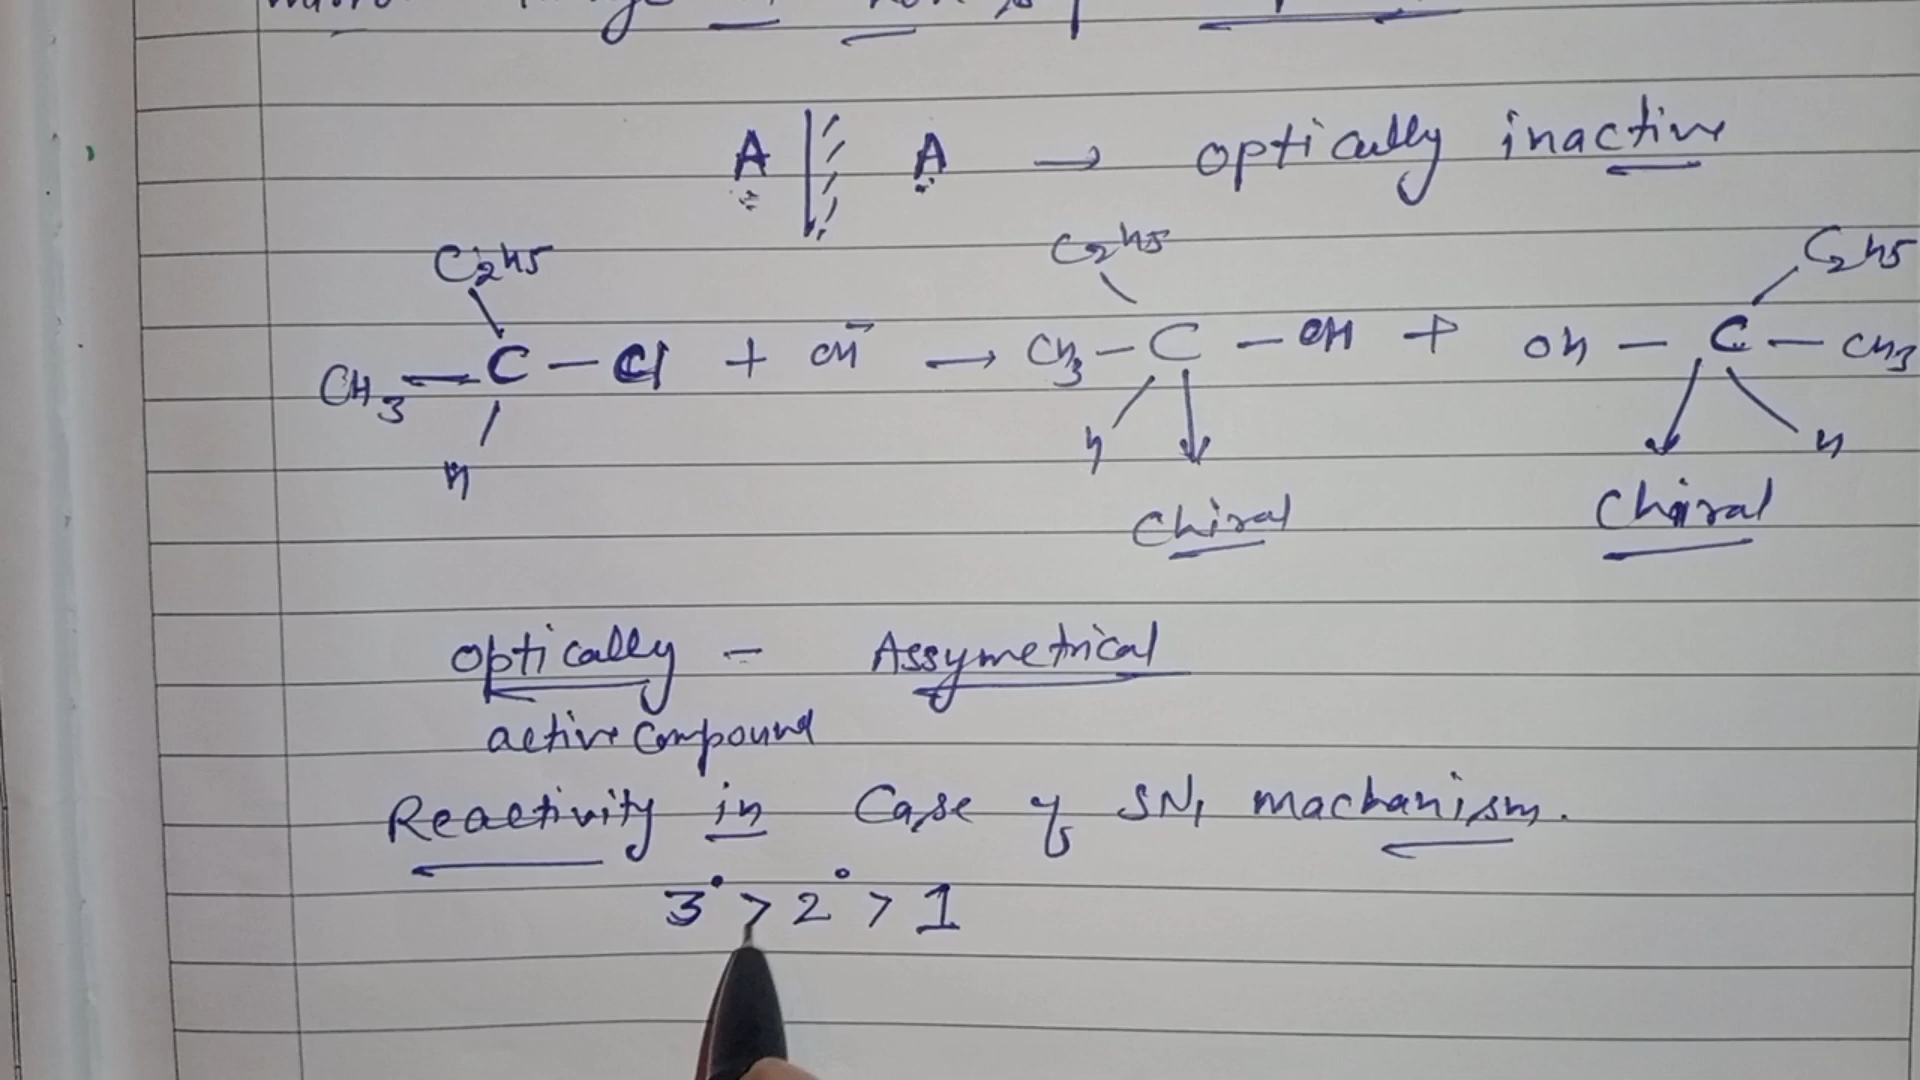 A A → optically inactive
C2H5 C2H5 C2H5
CH3 — C — Cl + OH⁻ → CH3 — C — OH + OH — C — CH3
H H H
Chiral Chiral
optically - Assymetrical
active compound
Reactivity in Case of SN1 machanism.
3° > 2° > 1